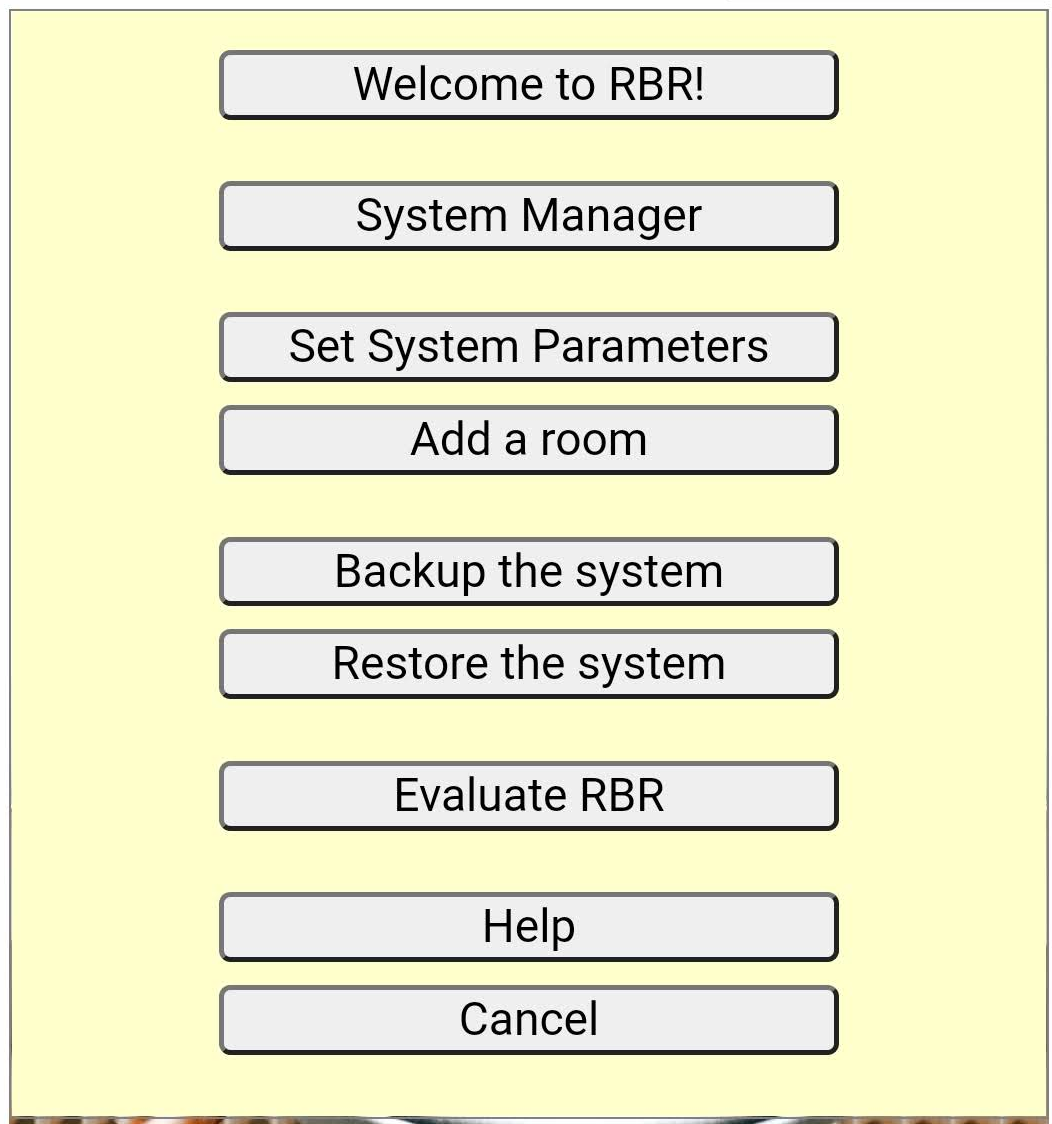 Welcome to RBR!
System Manager
Set System Parameters
Add a room
Backup the system
Restore the system
Evaluate RBR
Help
Cancel